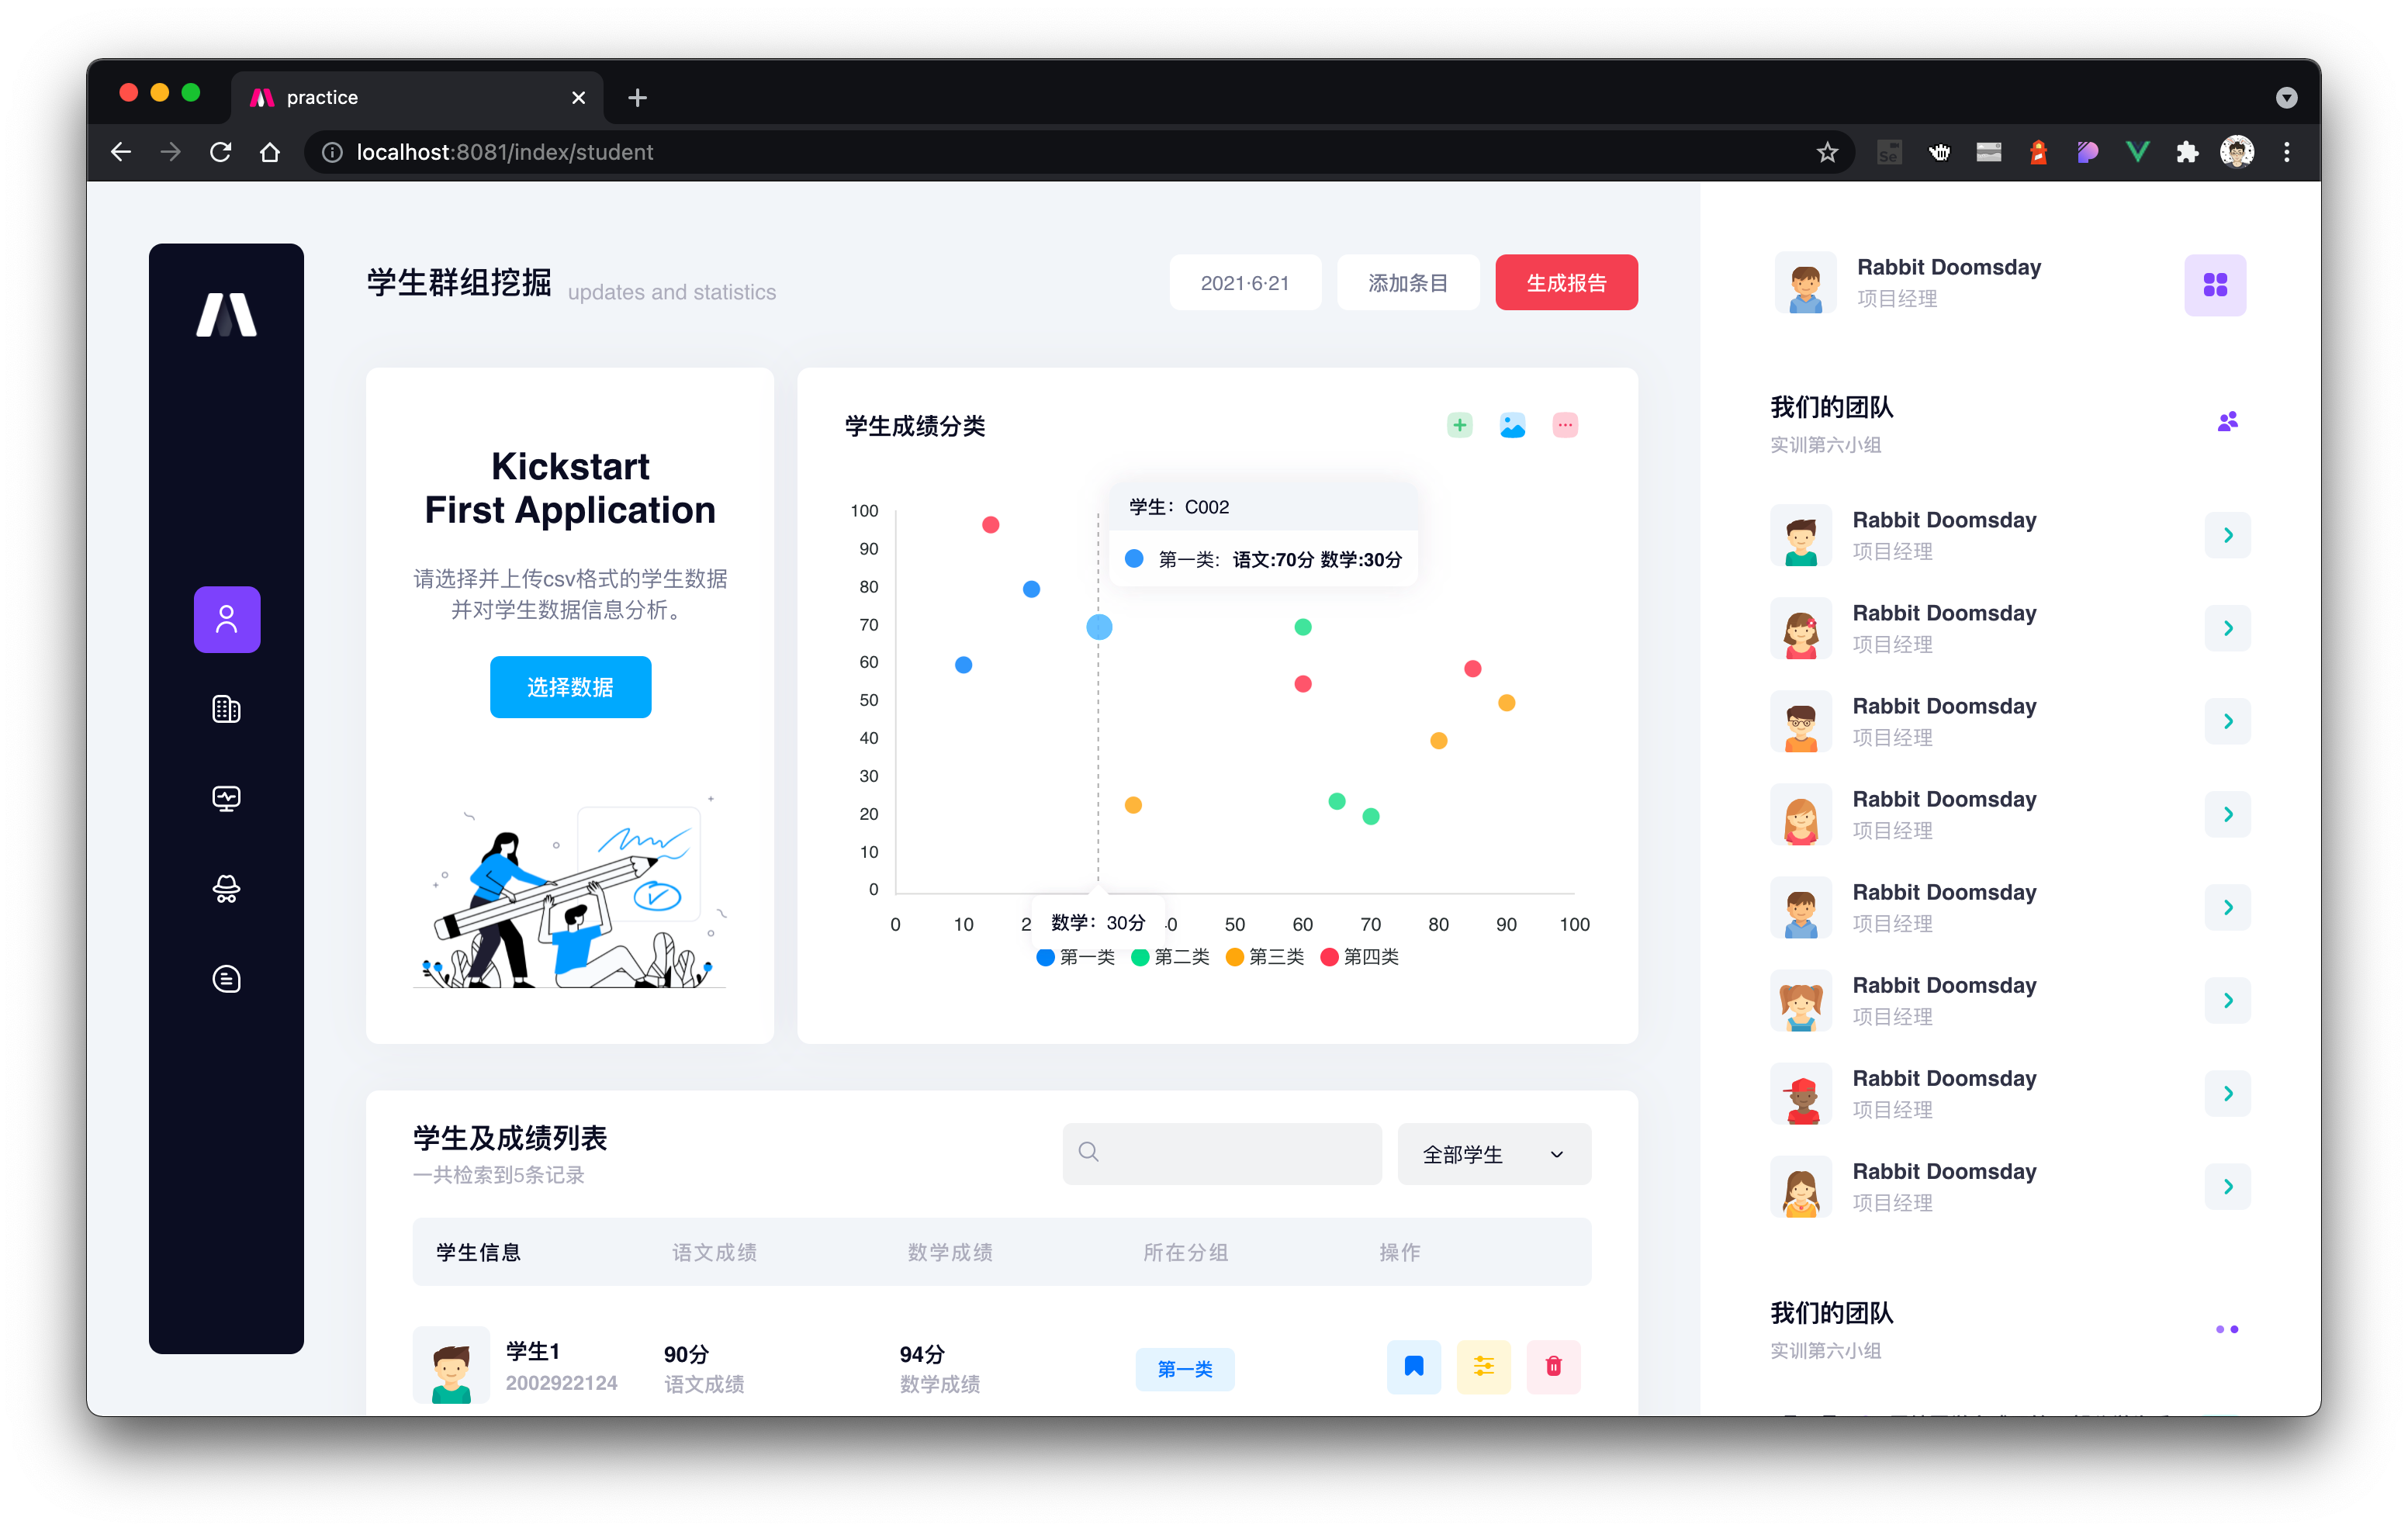 practice
localhost:8081/index/student
学生群组挖掘 updates and statistics
2021·6·21
添加条目
生成报告
Kickstart
First Application
请选择并上传csv格式的学生数据
并对学生数据信息分析。
选择数据
学生成绩分类
学生：C002
第一类: 语文:70分 数学:30分
100
90
80
70
60
50
40
30
20
10
0
0 10 2 数学：30分 40 50 60 70 80 90 100
第一类 第二类 第三类 第四类
学生及成绩列表
一共检索到5条记录
全部学生
学生信息 语文成绩 数学成绩 所在分组 操作
学生1
2002922124
90分
语文成绩
94分
数学成绩
第一类
Rabbit Doomsday
项目经理
我们的团队
实训第六小组
Rabbit Doomsday
项目经理
Rabbit Doomsday
项目经理
Rabbit Doomsday
项目经理
Rabbit Doomsday
项目经理
Rabbit Doomsday
项目经理
Rabbit Doomsday
项目经理
Rabbit Doomsday
项目经理
Rabbit Doomsday
项目经理
我们的团队
实训第六小组